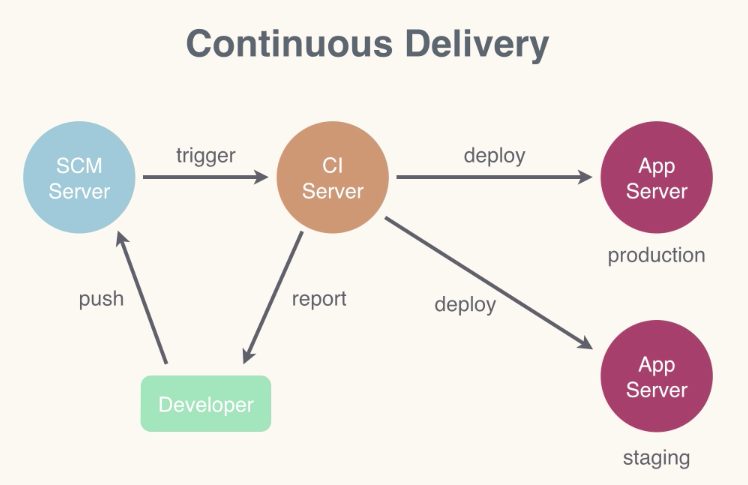 Continuous Delivery
SCM
Server
trigger
CI
Server
deploy
App
Server
production
push
report
deploy
Developer
App
Server
staging